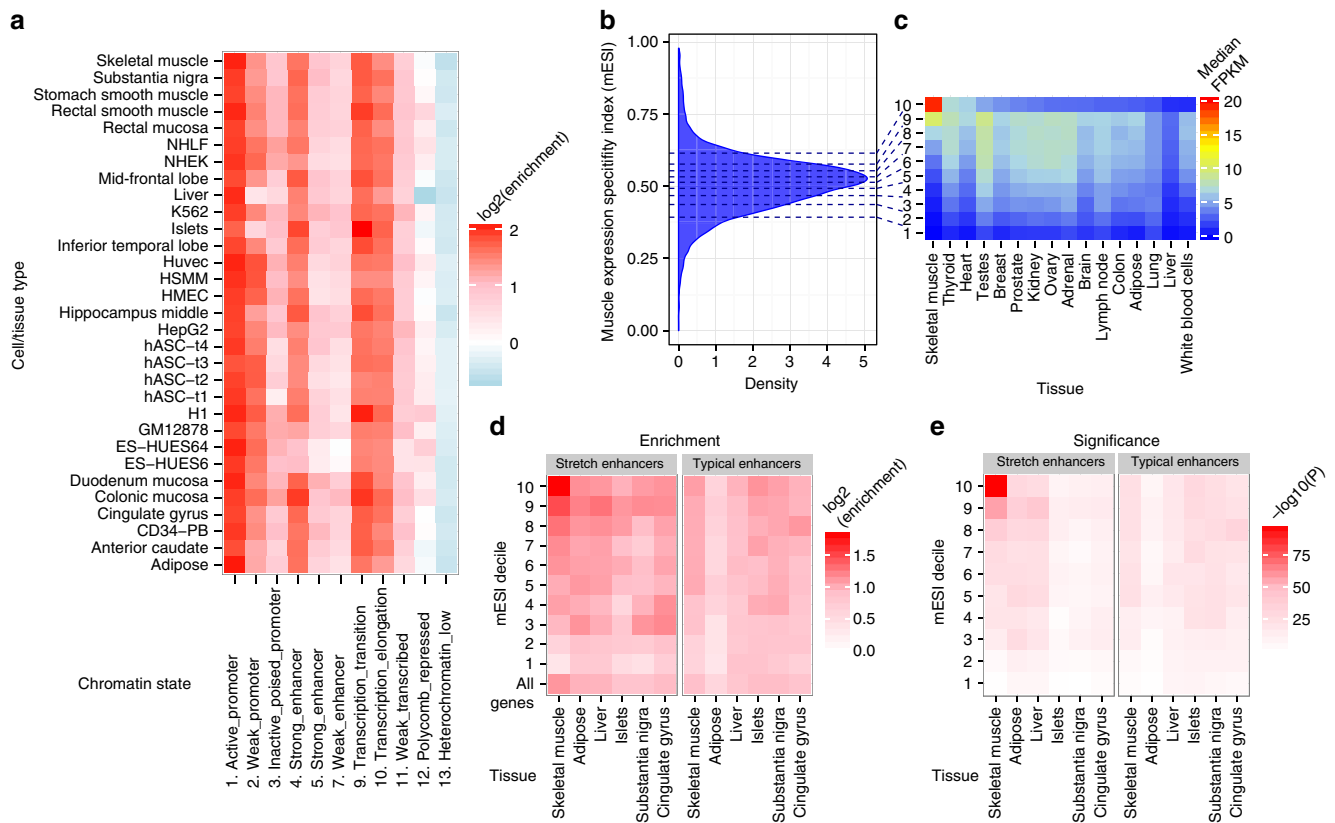 a
Skeletal muscle
Substantia nigra
Stomach smooth muscle
Rectal smooth muscle
Rectal mucosa
NHLF
NHEK
Mid−frontal lobe
Liver
K562
Islets
Inferior temporal lobe
Huvec
HSMM
HMEC
Hippocampus middle
HepG2
hASC−t4
hASC−t3
hASC−t2
hASC−t1
H1
GM12878
ES−HUES64
ES−HUES6
Duodenum mucosa
Colonic mucosa
Cingulate gyrus
CD34−PB
Anterior caudate
Adipose
Cell/tissue type
1. Active_promoter
2. Weak_promoter
3. Inactive_poised_promoter
4. Strong_enhancer
5. Strong_enhancer
7. Weak_enhancer
9. Transcription_transition
10. Transcription_elongation
11. Weak_transcribed
12. Polycomb_repressed
13. Heterochromatin_low
Chromatin state
log2(enrichment)
2
1
0
b
Muscle expression specitifity index (mESI)
1.00
0.75
0.50
0.25
0.00
0 1 2 3 4 5
Density
c
10
9
8
7
6
5
4
3
2
1
Skeletal muscle
Thyroid
Heart
Testes
Breast
Prostate
Kidney
Ovary
Adrenal
Brain
Lymph node
Colon
Adipose
Lung
Liver
White blood cells
Tissue
Median
FPKM
20
15
10
5
0
d
Enrichment
Stretch enhancers
Typical enhancers
mESI decile
10
9
8
7
6
5
4
3
2
1
All
genes
Skeletal muscle
Adipose
Liver
Islets
Substantia nigra
Cingulate gyrus
Skeletal muscle
Adipose
Liver
Islets
Substantia nigra
Cingulate gyrus
Tissue
log2
(enrichment)
1.5
1.0
0.5
0.0
e
Significance
Stretch enhancers
Typical enhancers
mESI decile
10
9
8
7
6
5
4
3
2
1
Skeletal muscle
Adipose
Liver
Islets
Substantia nigra
Cingulate gyrus
Skeletal muscle
Adipose
Liver
Islets
Substantia nigra
Cingulate gyrus
Tissue
−log10(P)
75
50
25